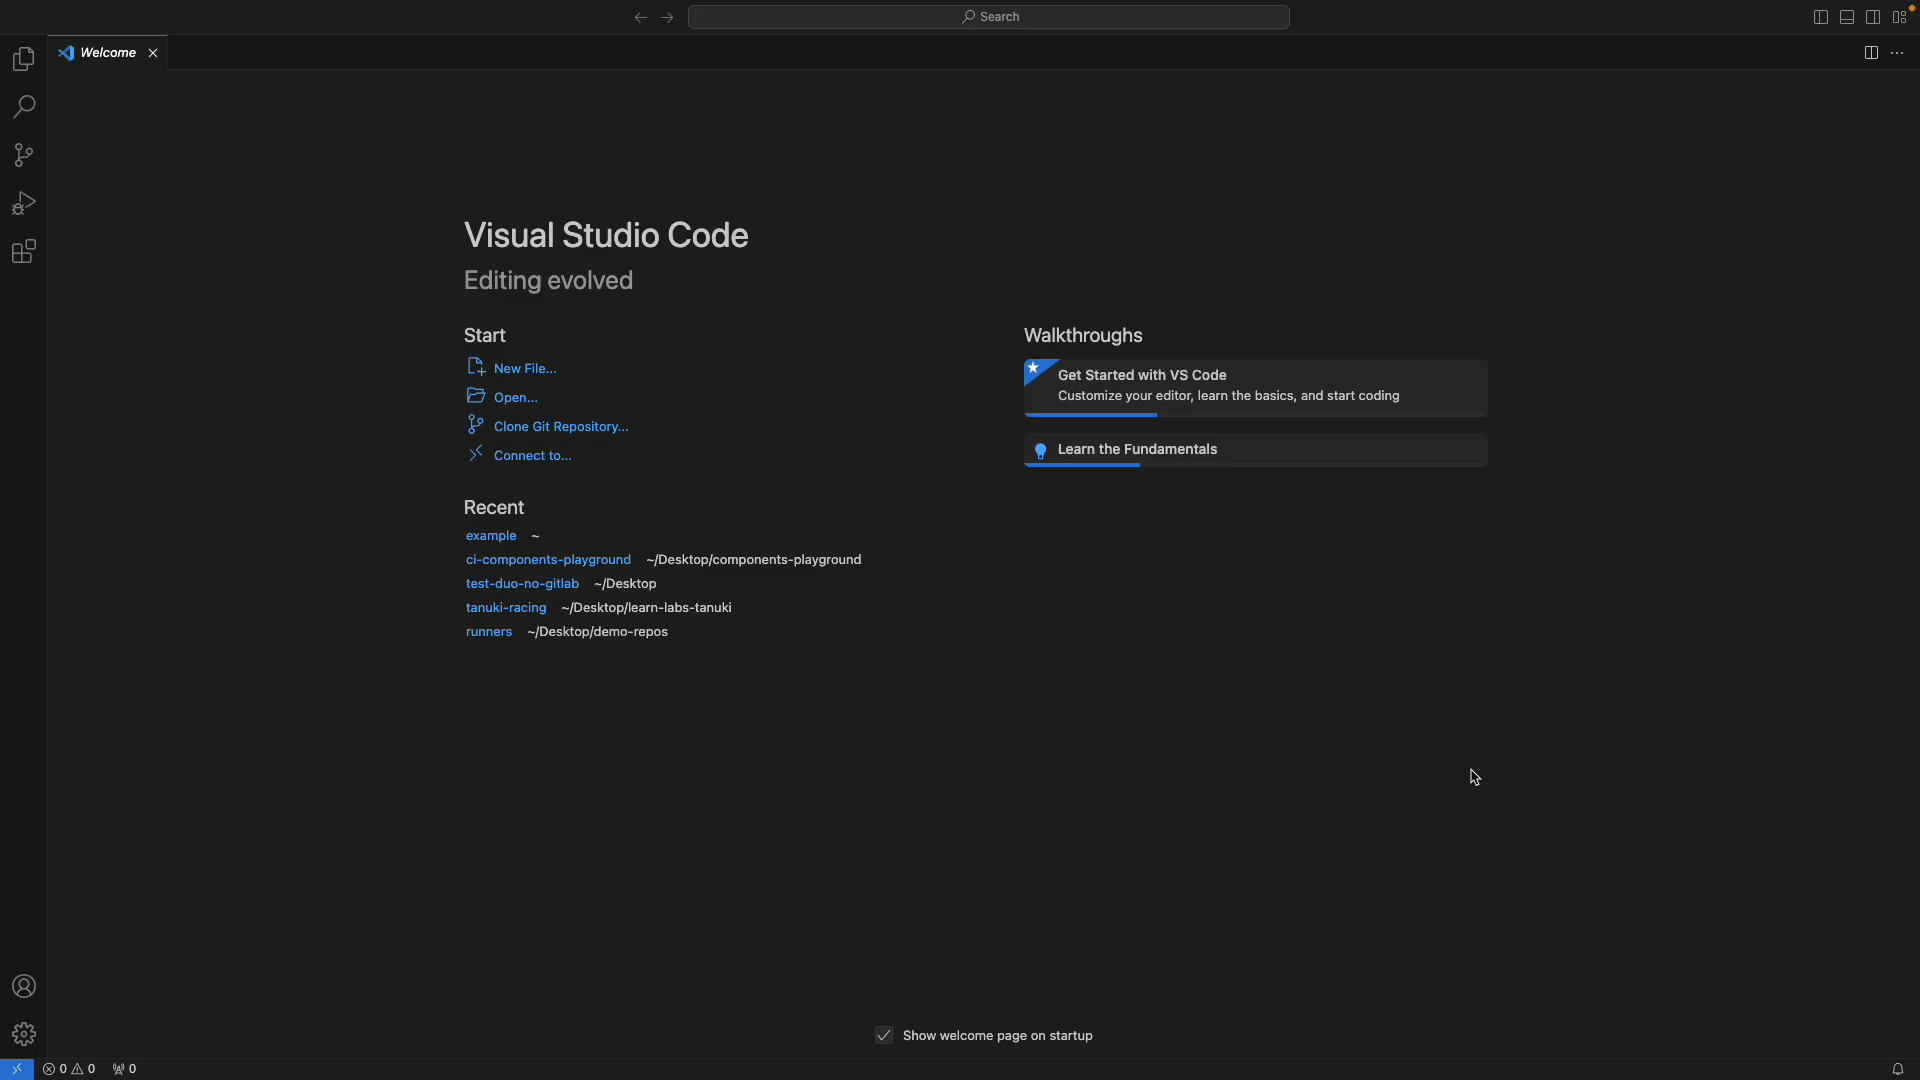 Search
Welcome
Visual Studio Code
Editing evolved
Start
New File...
Open...
Clone Git Repository...
Connect to...
Recent
example ~
ci-components-playground ~/Desktop/components-playground
test-duo-no-gitlab ~/Desktop
tanuki-racing ~/Desktop/learn-labs-tanuki
runners ~/Desktop/demo-repos
Walkthroughs
Get Started with VS Code
Customize your editor, learn the basics, and start coding
Learn the Fundamentals
Show welcome page on startup
0 0 0